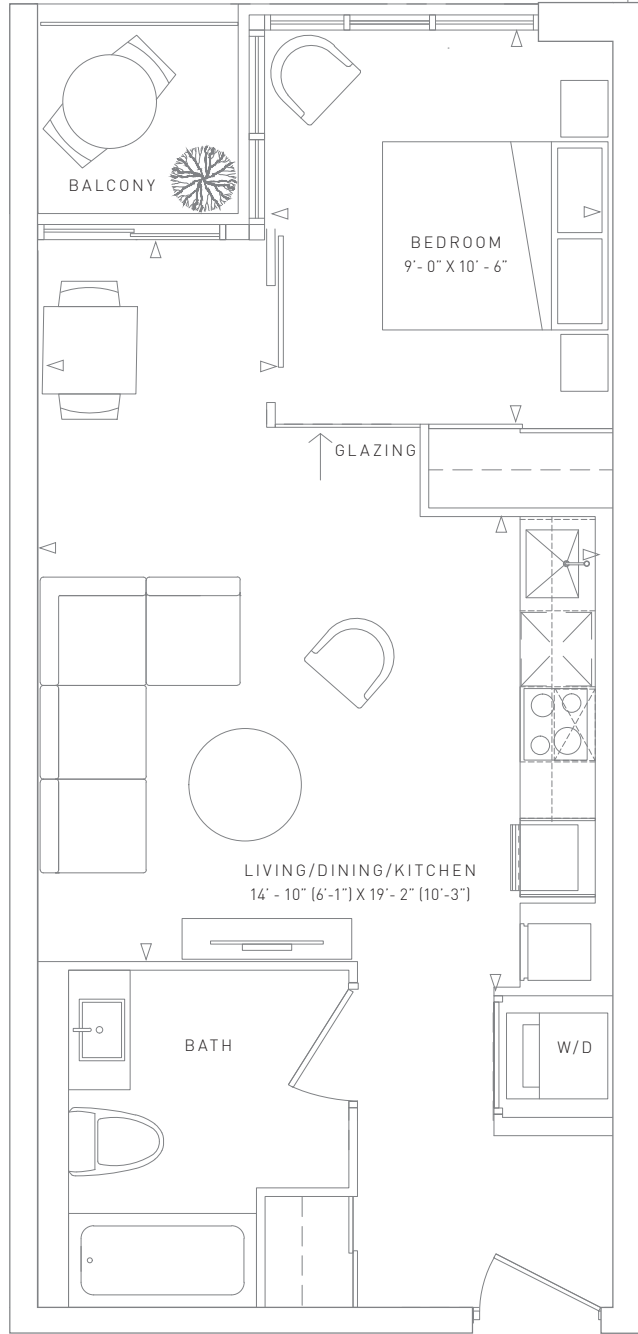 BALCONY
BEDROOM
9'- 0" X 10' - 6"
GLAZING
LIVING/DINING/KITCHEN
14' - 10" (6'-1") X 19'- 2" (10'-3")
BATH
W/D